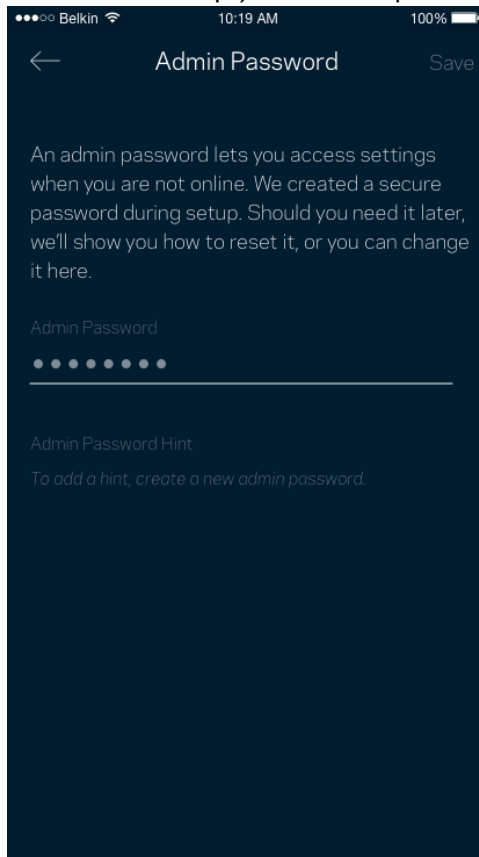 ●●●○○ Belkin 10:19 AM 100%
Admin Password Save
An admin password lets you access settings
when you are not online. We created a secure
password during setup. Should you need it later,
we'll show you how to reset it, or you can change
it here.
Admin Password
●●●●●●●●
Admin Password Hint
To add a hint, create a new admin password.